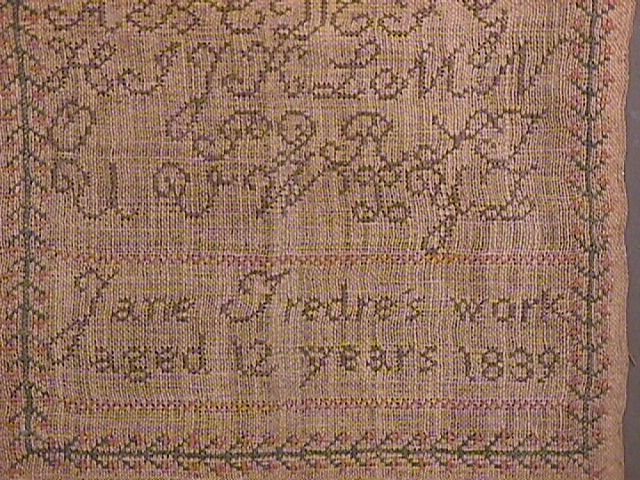 H I J K L M N
O P Q R S T
U V W X Y Z
Jane Tredre's work
aged 12 years 1839